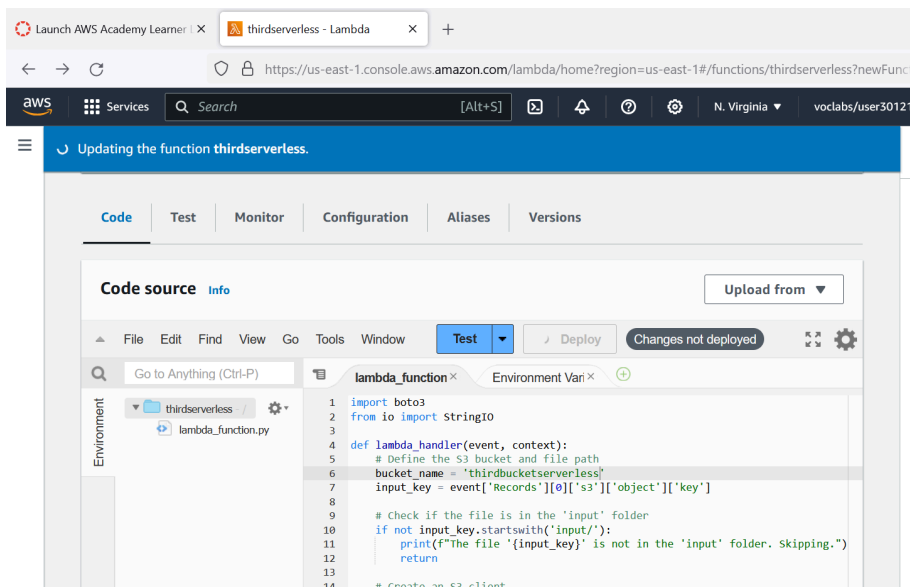 Launch AWS Academy Learner L
thirdserverless - Lambda
https://us-east-1.console.aws.amazon.com/lambda/home?region=us-east-1#/functions/thirdserverless?newFunc
aws
Services
Search
[Alt+S]
N. Virginia
voclabs/user30121
Updating the function thirdserverless.
Code
Test
Monitor
Configuration
Aliases
Versions
Code source Info
Upload from
File Edit Find View Go Tools Window
Test
Deploy
Changes not deployed
Go to Anything (Ctrl-P)
lambda_function
Environment Vari
Environment
thirdserverless - /
lambda_function.py
1 import boto3
2 from io import StringIO
3
4 def lambda_handler(event, context):
5 # Define the S3 bucket and file path
6 bucket_name = 'thirdbucketserverless'
7 input_key = event['Records'][0]['s3']['object']['key']
8
9 # Check if the file is in the 'input' folder
10 if not input_key.startswith('input/'):
11 print(f"The file '{input_key}' is not in the 'input' folder. Skipping.")
12 return
13
14 # Create an S3 client